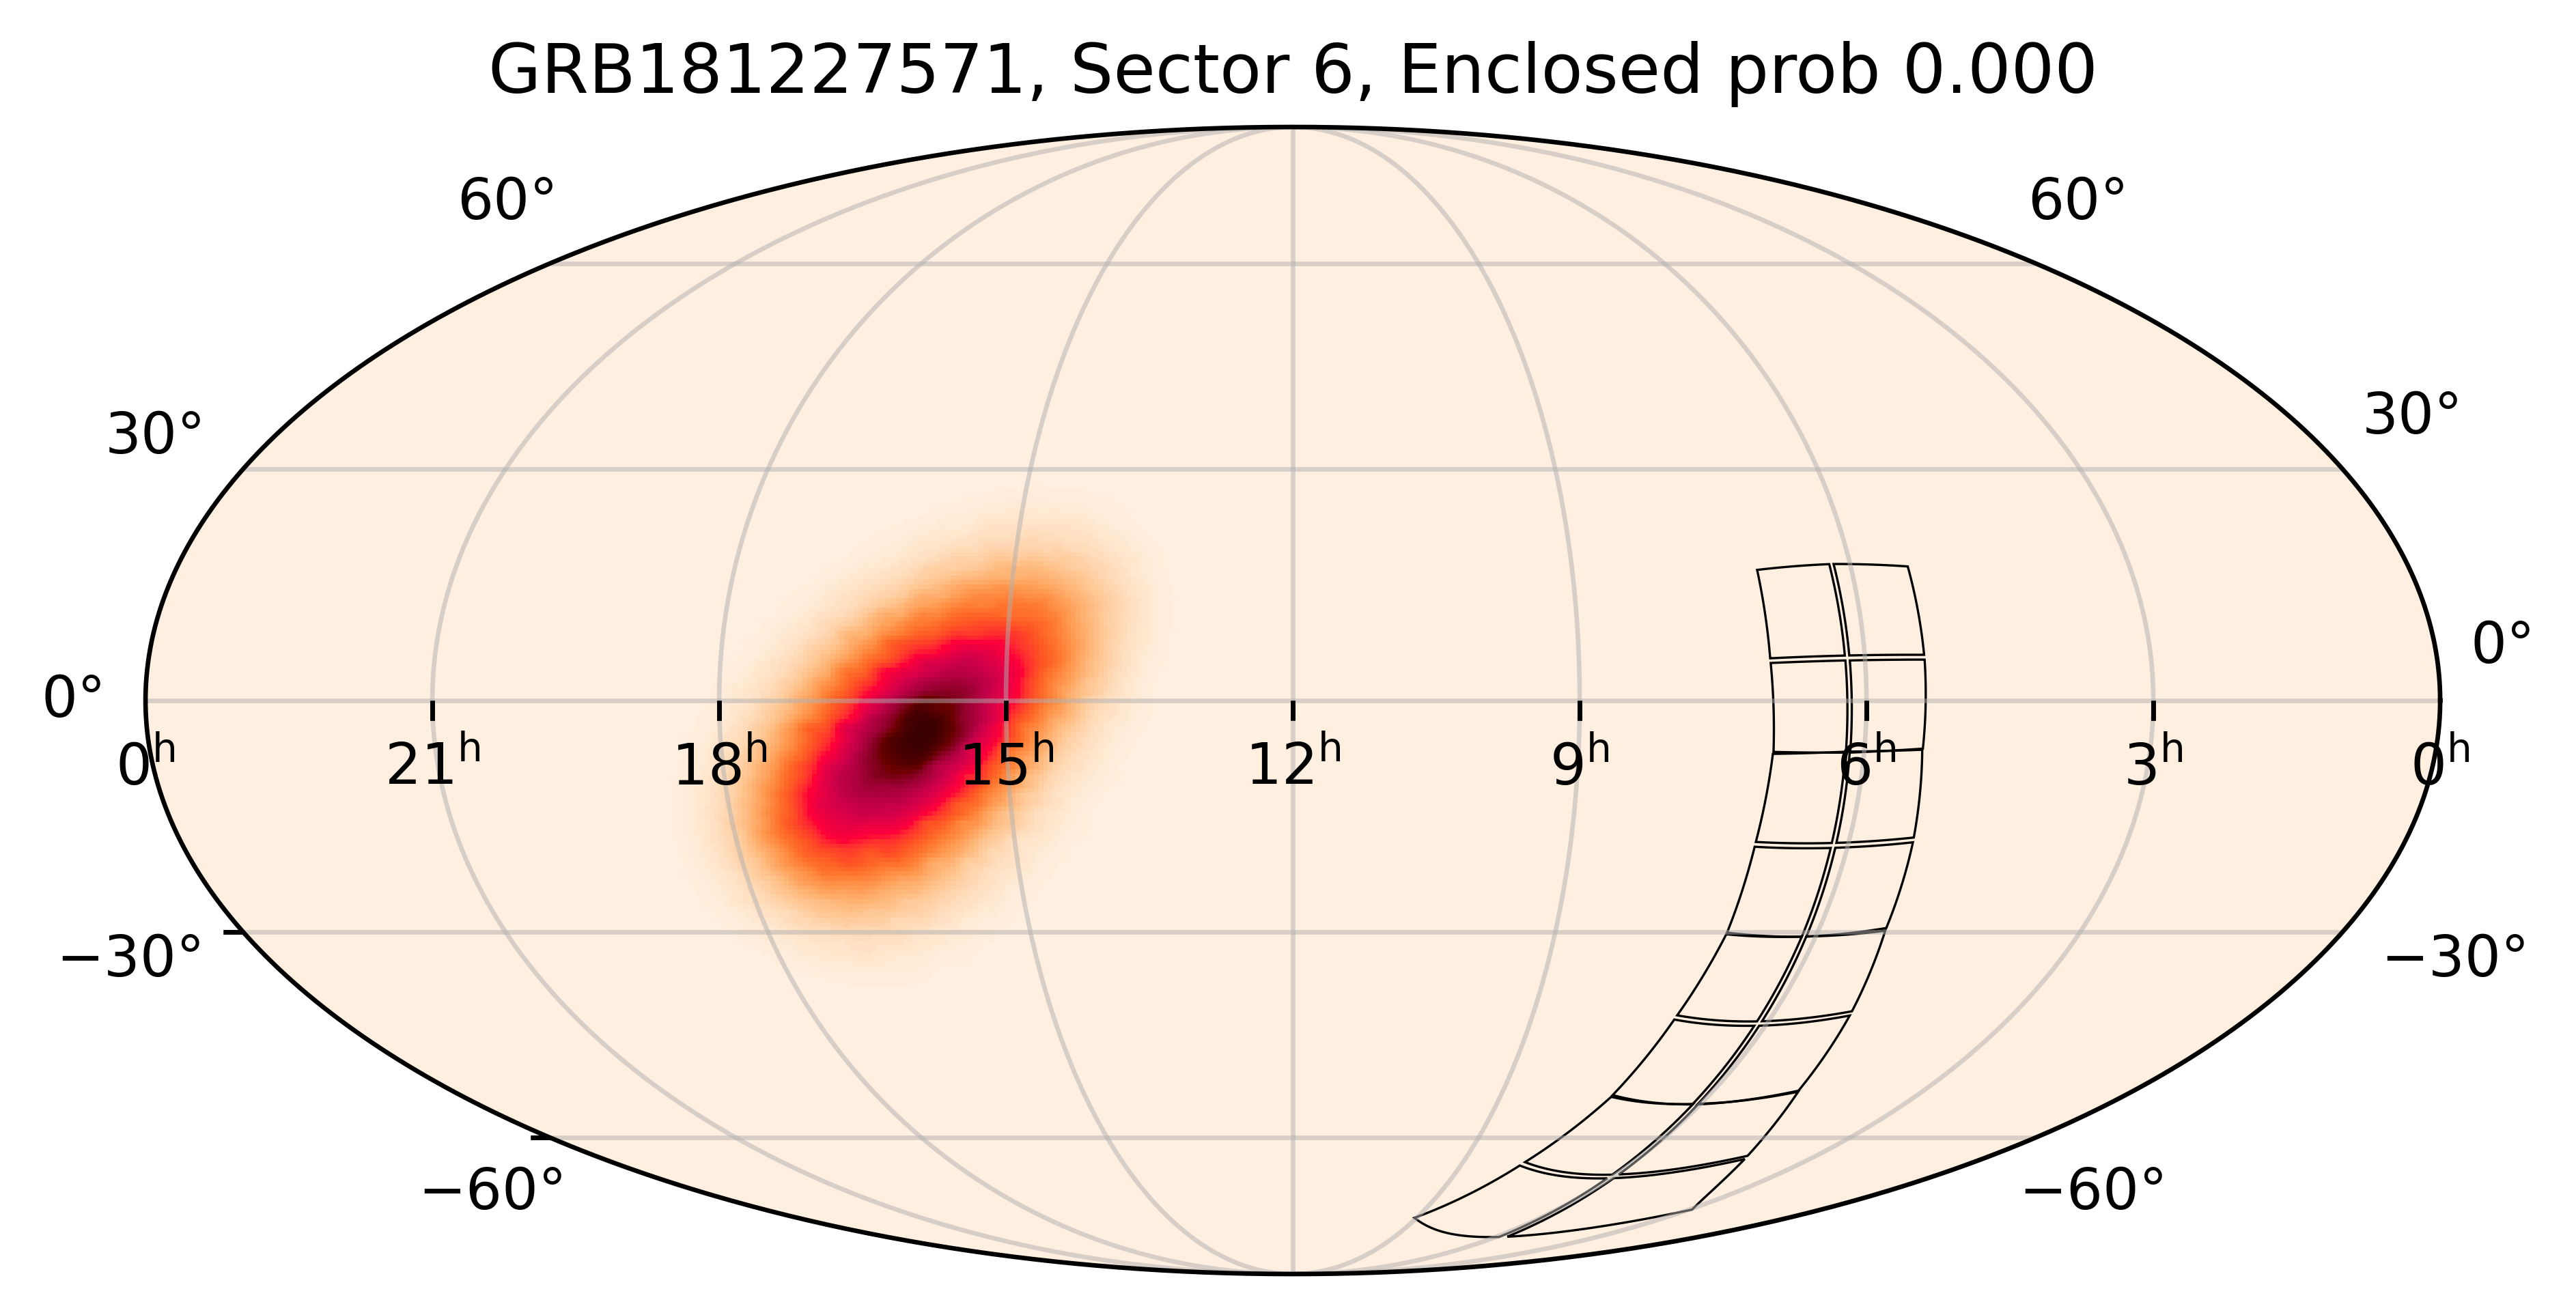 GRB181227571, Sector 6, Enclosed prob 0.000
60° 60°
30° 30°
0° 0°
0h 21h 18h 15h 12h 9h 6h 3h 0h
−30° −30°
−60° −60°